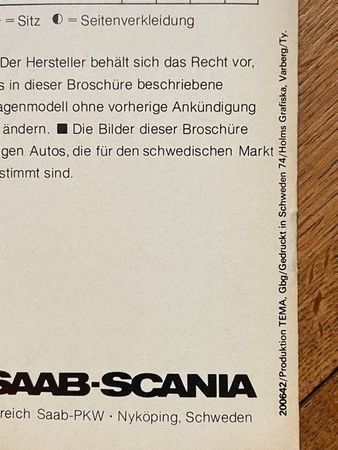 = Sitz ◐ = Seitenverkleidung
Der Hersteller behält sich das Recht vor,
s in dieser Broschüre beschriebene
agenmodell ohne vorherige Ankündigung
ändern. ■ Die Bilder dieser Broschüre
gen Autos, die für den schwedischen Markt
stimmt sind.
SAAB-SCANIA
reich Saab-PKW · Nyköping, Schweden
200642/Produktion TEMA, Gbg/Gedruckt in Schweden 74/Holms Grafiska, Varberg/Ty.